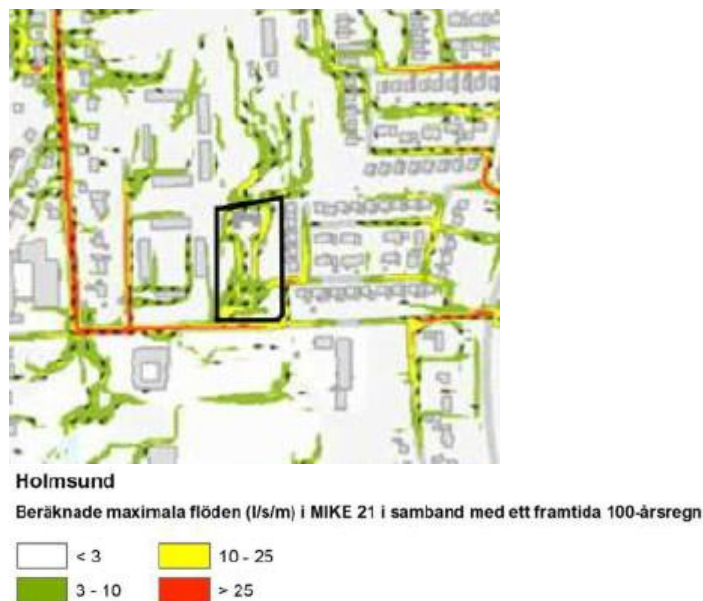 Holmsund
Beräknade maximala flöden (l/s/m) i MIKE 21 i samband med ett framtida 100-årsregn
< 3
10 - 25
3 - 10
> 25